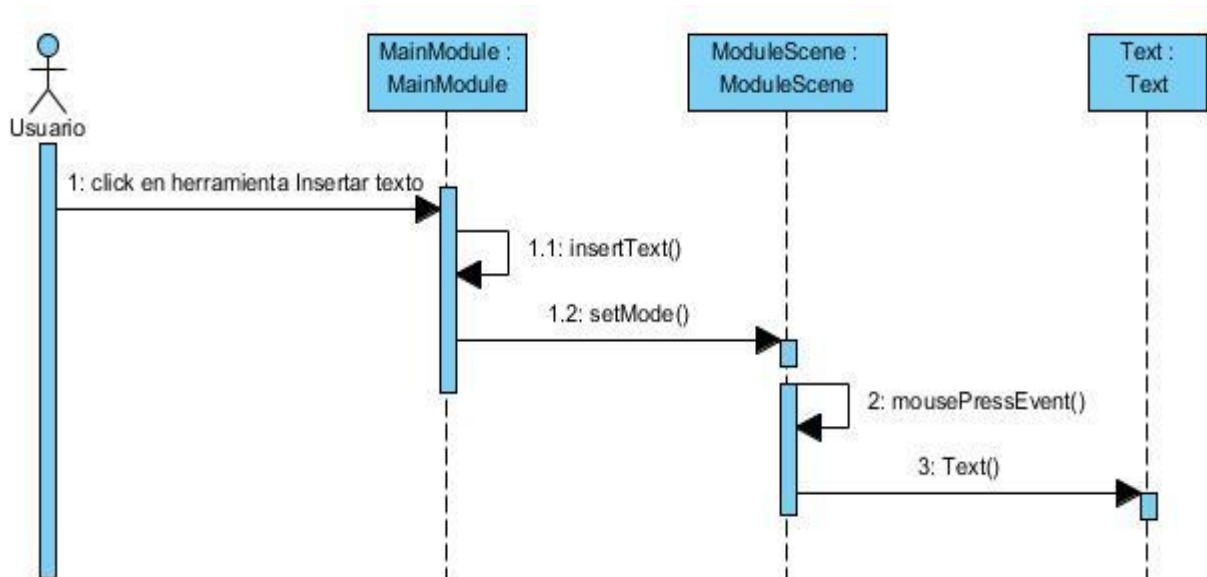 MainModule :
MainModule
ModuleScene :
ModuleScene
Text :
Text
Usuario
1: click en herramienta Insertar texto
1.1: insertText()
1.2: setMode()
2: mousePressEvent()
3: Text()